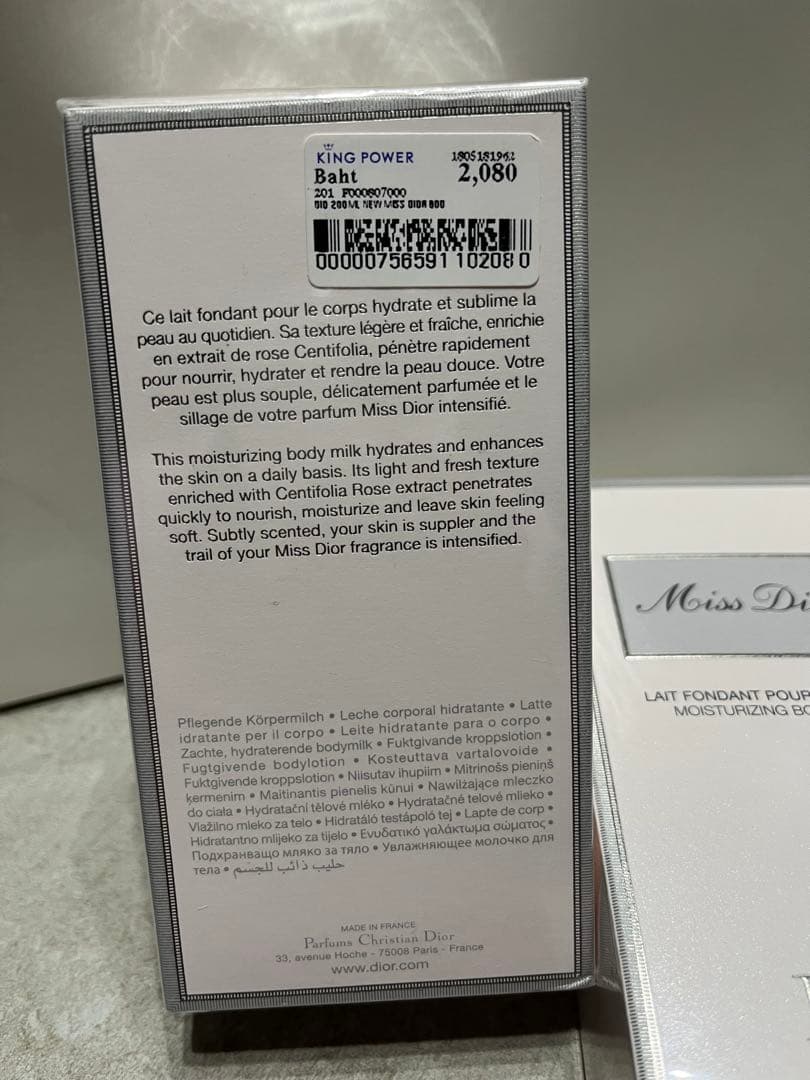 KING POWER
1805181962
Baht
2,080
201 F000807000
DIO 200 ML NEW MISS DIOR BOD
00000756591 102080
Ce lait fondant pour le corps hydrate et sublime la
peau au quotidien. Sa texture légère et fraîche, enrichie
en extrait de rose Centifolia, pénètre rapidement
pour nourrir, hydrater et rendre la peau douce. Votre
peau est plus souple, délicatement parfumée et le
sillage de votre parfum Miss Dior intensifié.
This moisturizing body milk hydrates and enhances
the skin on a daily basis. Its light and fresh texture
enriched with Centifolia Rose extract penetrates
quickly to nourish, moisturize and leave skin feeling
soft. Subtly scented, your skin is suppler and the
trail of your Miss Dior fragrance is intensified.
Pflegende Körpermilch • Leche corporal hidratante • Latte
idratante per il corpo • Leite hidratante para o corpo •
Zachte, hydraterende bodymilk • Fuktgivande kroppslotion •
Fugtgivende bodylotion • Kosteuttava vartalovoide •
Fuktgivende kroppslotion • Niisutav ihupiim • Mitrinošs pieniņš
ķermenim • Maitinantis pienelis kūnui • Nawilżające mleczko
do ciała • Hydratační tělové mléko • Hydratačné telové mlieko •
Vlažilno mleko za telo • Hidratáló testápoló tej • Lapte de corp •
Hidratantno mlijeko za tijelo • Ενυδατικό γαλάκτωμα σώματος •
Подхранващо мляко за тяло • Увлажняющее молочко для
тела • حليب ذائب للجسم
MADE IN FRANCE
Parfums Christian Dior
33, avenue Hoche - 75008 Paris - France
www.dior.com
Miss Di
LAIT FONDANT POUR
MOISTURIZING BO